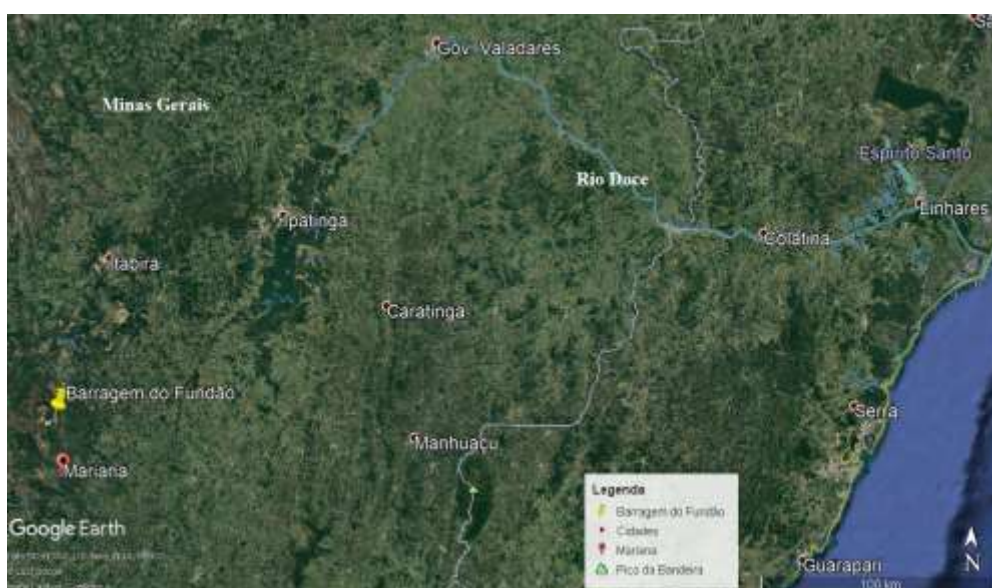 Gov. Valadares
Minas Gerais
Espirito Santo
Rio Doce
Ipatinga
Linhares
Colatina
Itabira
Caratinga
Barragem do Fundão
Serra
Manhuaçu
Mariana
Legenda
Barragem do Fundão
Cidades
Mariana
Pico da Bandeira
Google Earth
Guarapari
N
100 km